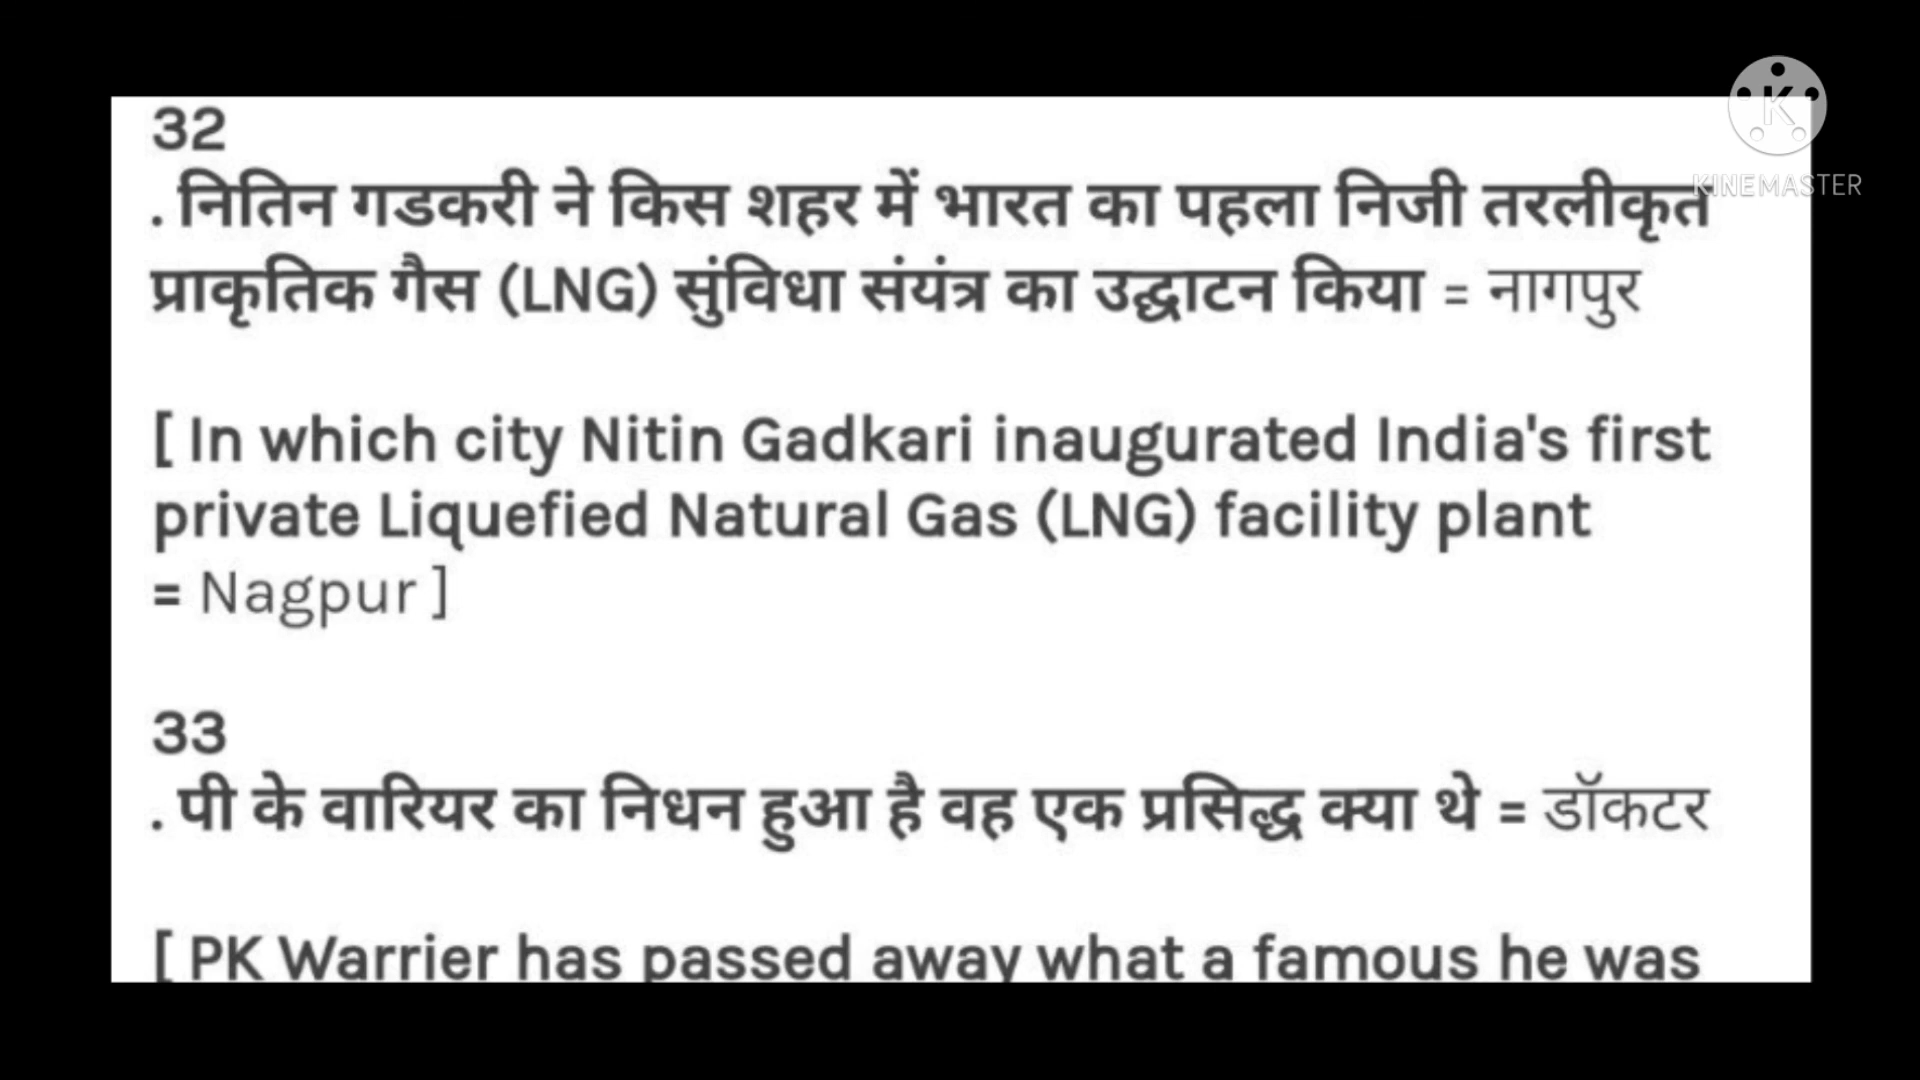 32
. नितिन गडकरी ने किस शहर में भारत का पहला निजी तरलीकृत
प्राकृतिक गैस (LNG) सुंविधा संयंत्र का उद्घाटन किया = नागपुर
[ In which city Nitin Gadkari inaugurated India's first
private Liquefied Natural Gas (LNG) facility plant
= Nagpur ]
33
. पी के वारियर का निधन हुआ है वह एक प्रसिद्ध क्या थे = डॉकटर
[ PK Warrier has passed away what a famous he was
K
KINEMASTER